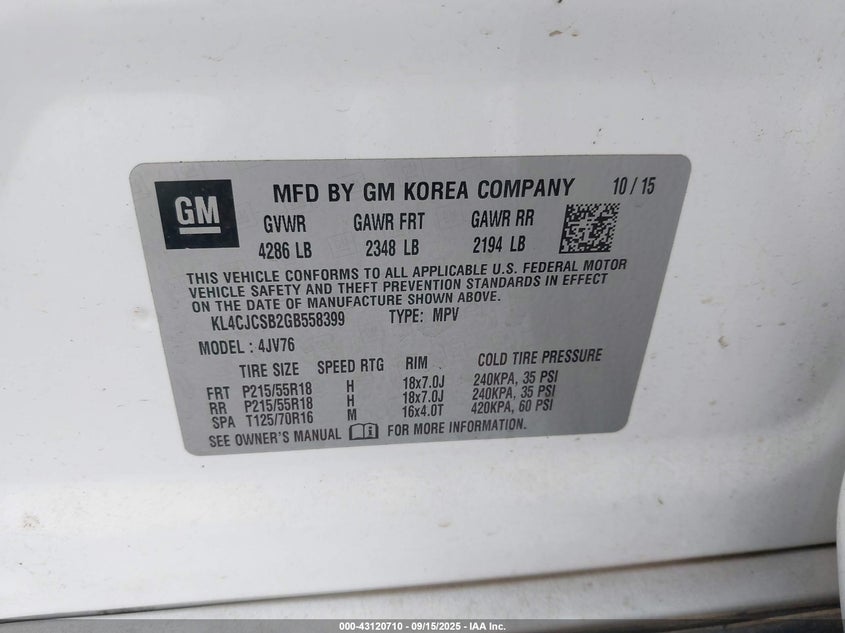 GM
MFD BY GM KOREA COMPANY 10 / 15
GVWR GAWR FRT GAWR RR
4286 LB 2348 LB 2194 LB
THIS VEHICLE CONFORMS TO ALL APPLICABLE U.S. FEDERAL MOTOR
VEHICLE SAFETY AND THEFT PREVENTION STANDARDS IN EFFECT
ON THE DATE OF MANUFACTURE SHOWN ABOVE.
KL4CJCSB2GB558399 TYPE: MPV
MODEL : 4JV76
TIRE SIZE SPEED RTG RIM COLD TIRE PRESSURE
FRT P215/55R18 H 18x7.0J 240KPA, 35 PSI
RR P215/55R18 H 18x7.0J 240KPA, 35 PSI
SPA T125/70R16 M 16x4.0T 420KPA, 60 PSI
SEE OWNER'S MANUAL FOR MORE INFORMATION.
000-43120710 - 09/15/2025 - IAA Inc.